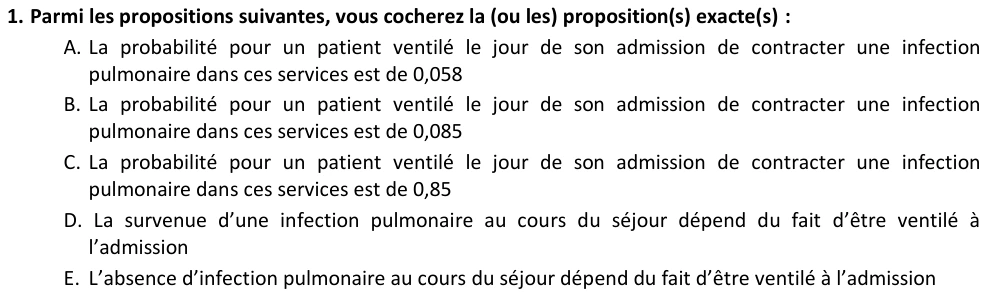 1. Parmi les propositions suivantes, vous cocherez la (ou les) proposition(s) exacte(s) :
A. La probabilité pour un patient ventilé le jour de son admission de contracter une infection
pulmonaire dans ces services est de 0,058
B. La probabilité pour un patient ventilé le jour de son admission de contracter une infection
pulmonaire dans ces services est de 0,085
C. La probabilité pour un patient ventilé le jour de son admission de contracter une infection
pulmonaire dans ces services est de 0,85
D. La survenue d’une infection pulmonaire au cours du séjour dépend du fait d’être ventilé à
l’admission
E. L’absence d’infection pulmonaire au cours du séjour dépend du fait d’être ventilé à l’admission